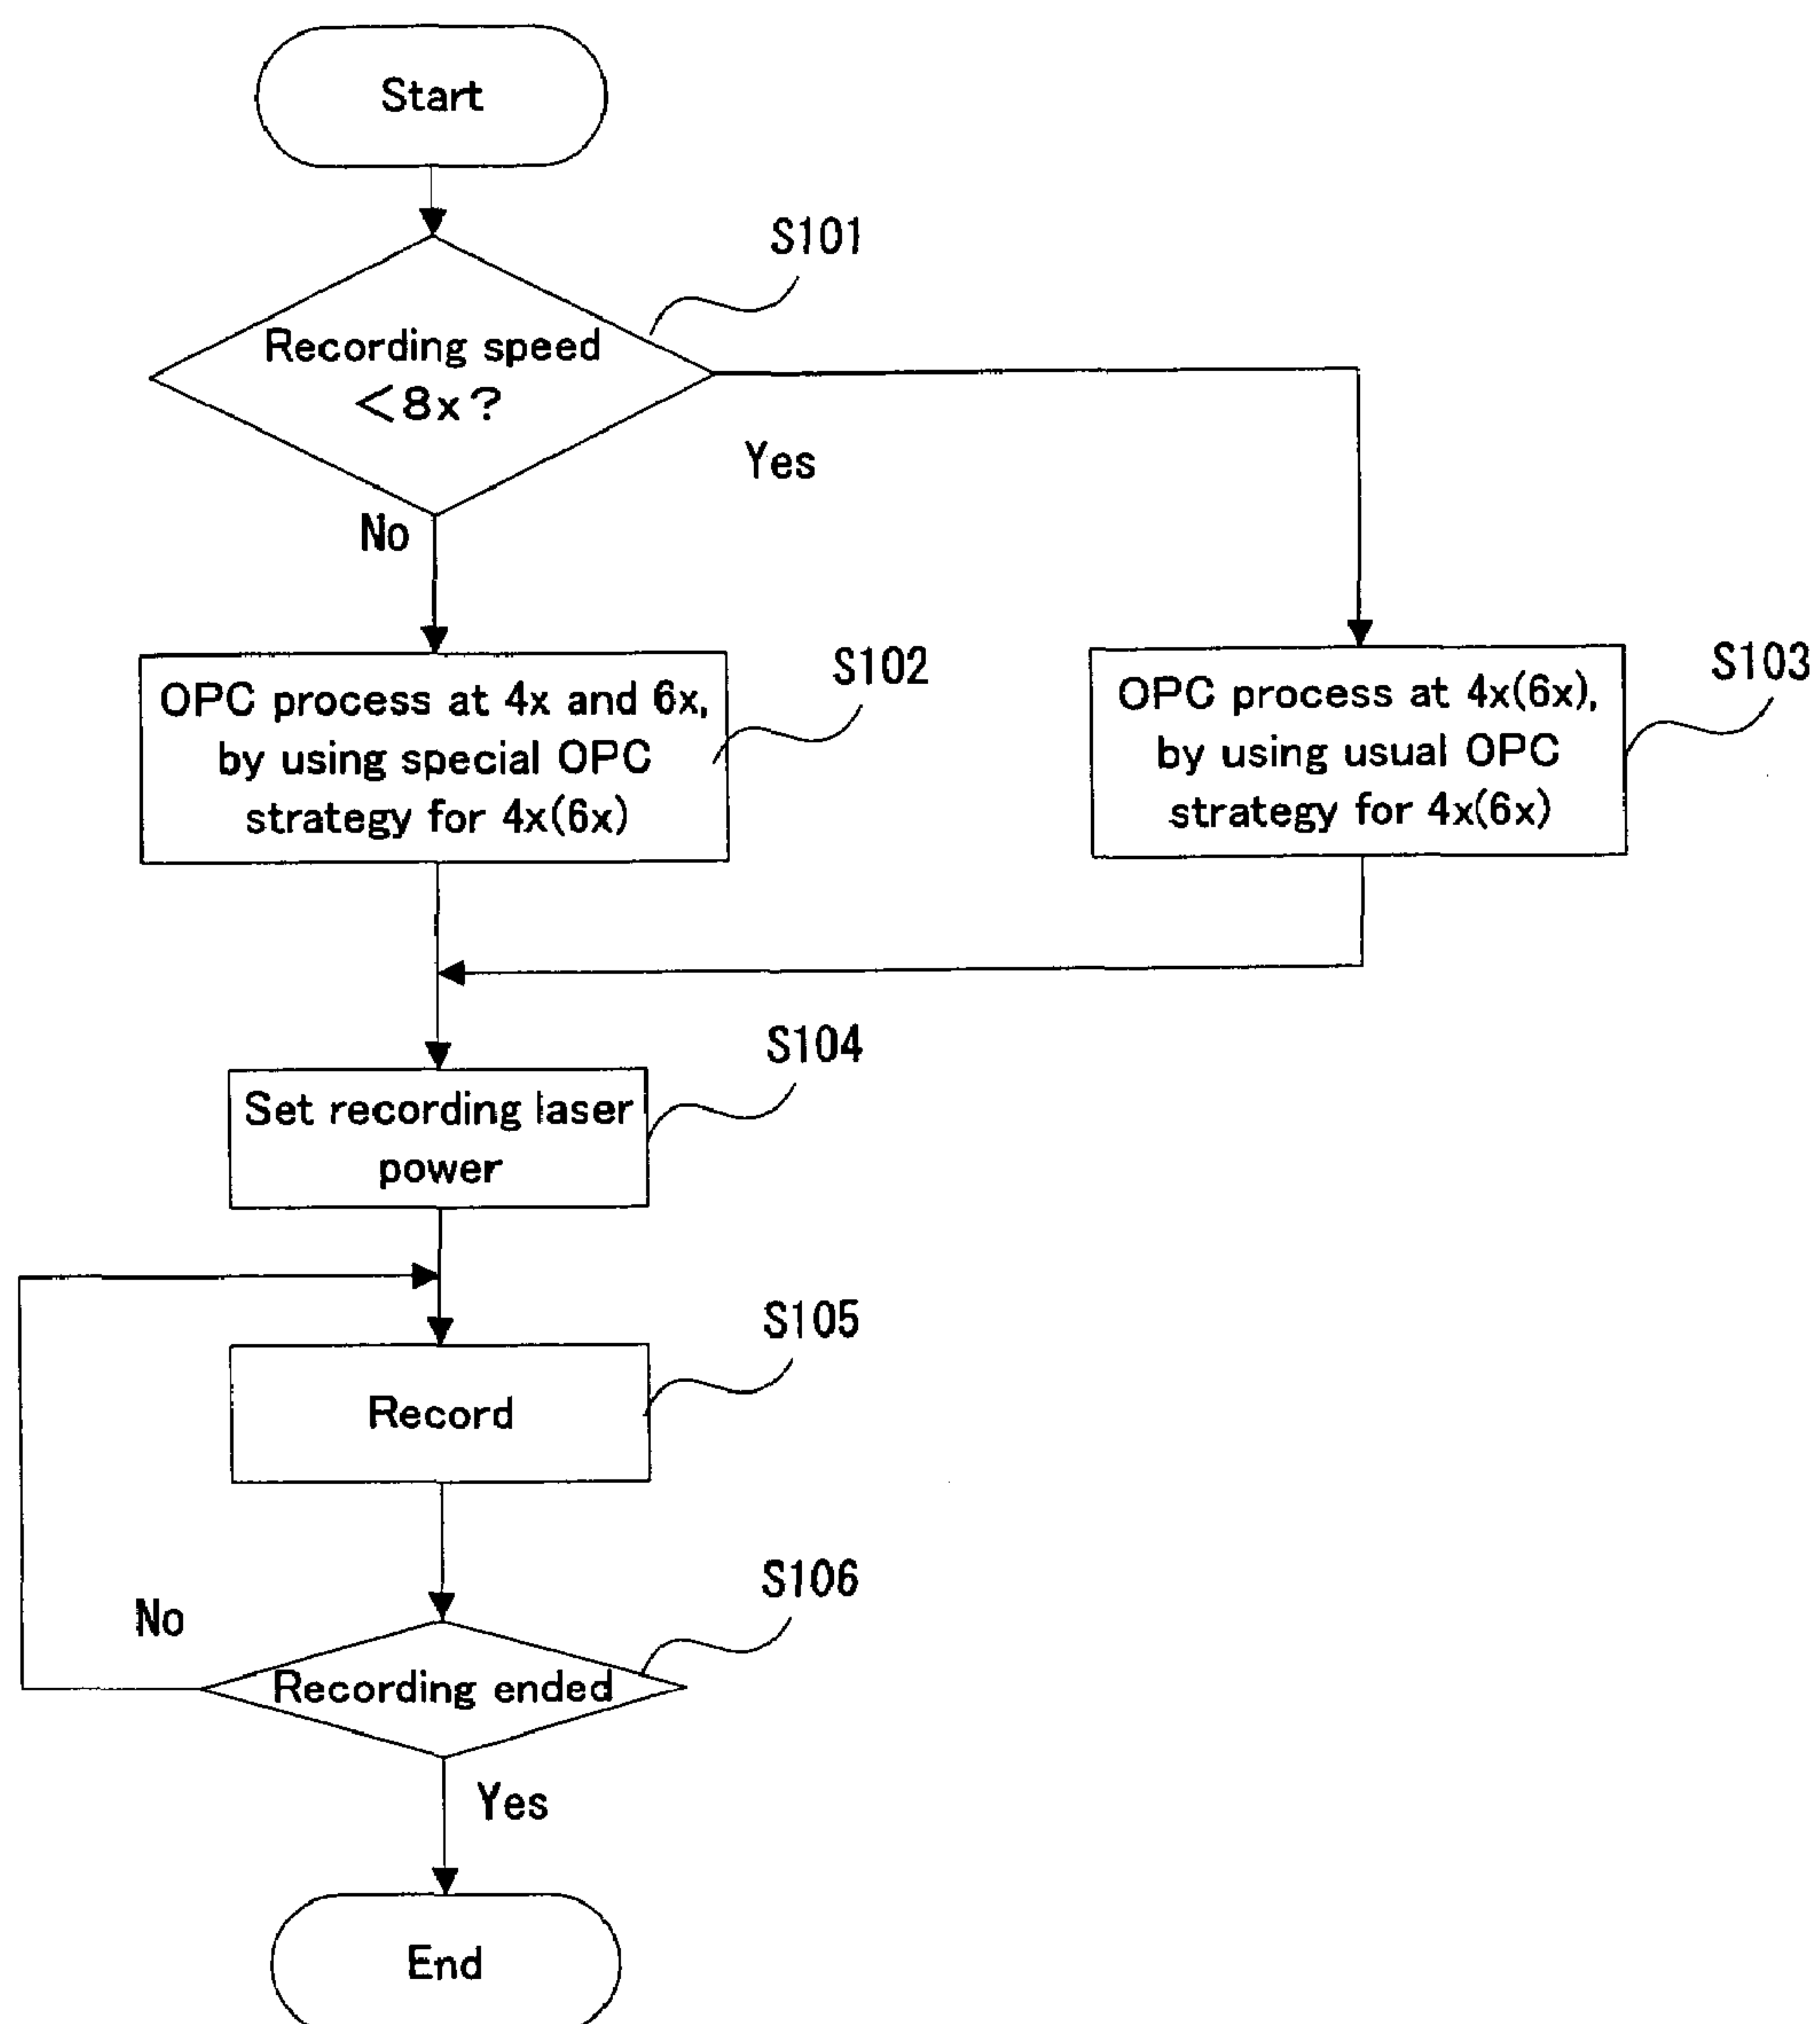 Start
S101
Recording speed
<8x?
Yes
No
S102
OPC process at 4x and 6x,
by using special OPC
strategy for 4x(6x)
S103
OPC process at 4x(6x),
by using usual OPC
strategy for 4x(6x)
S104
Set recording laser
power
S105
Record
S106
No
Recording ended
Yes
End